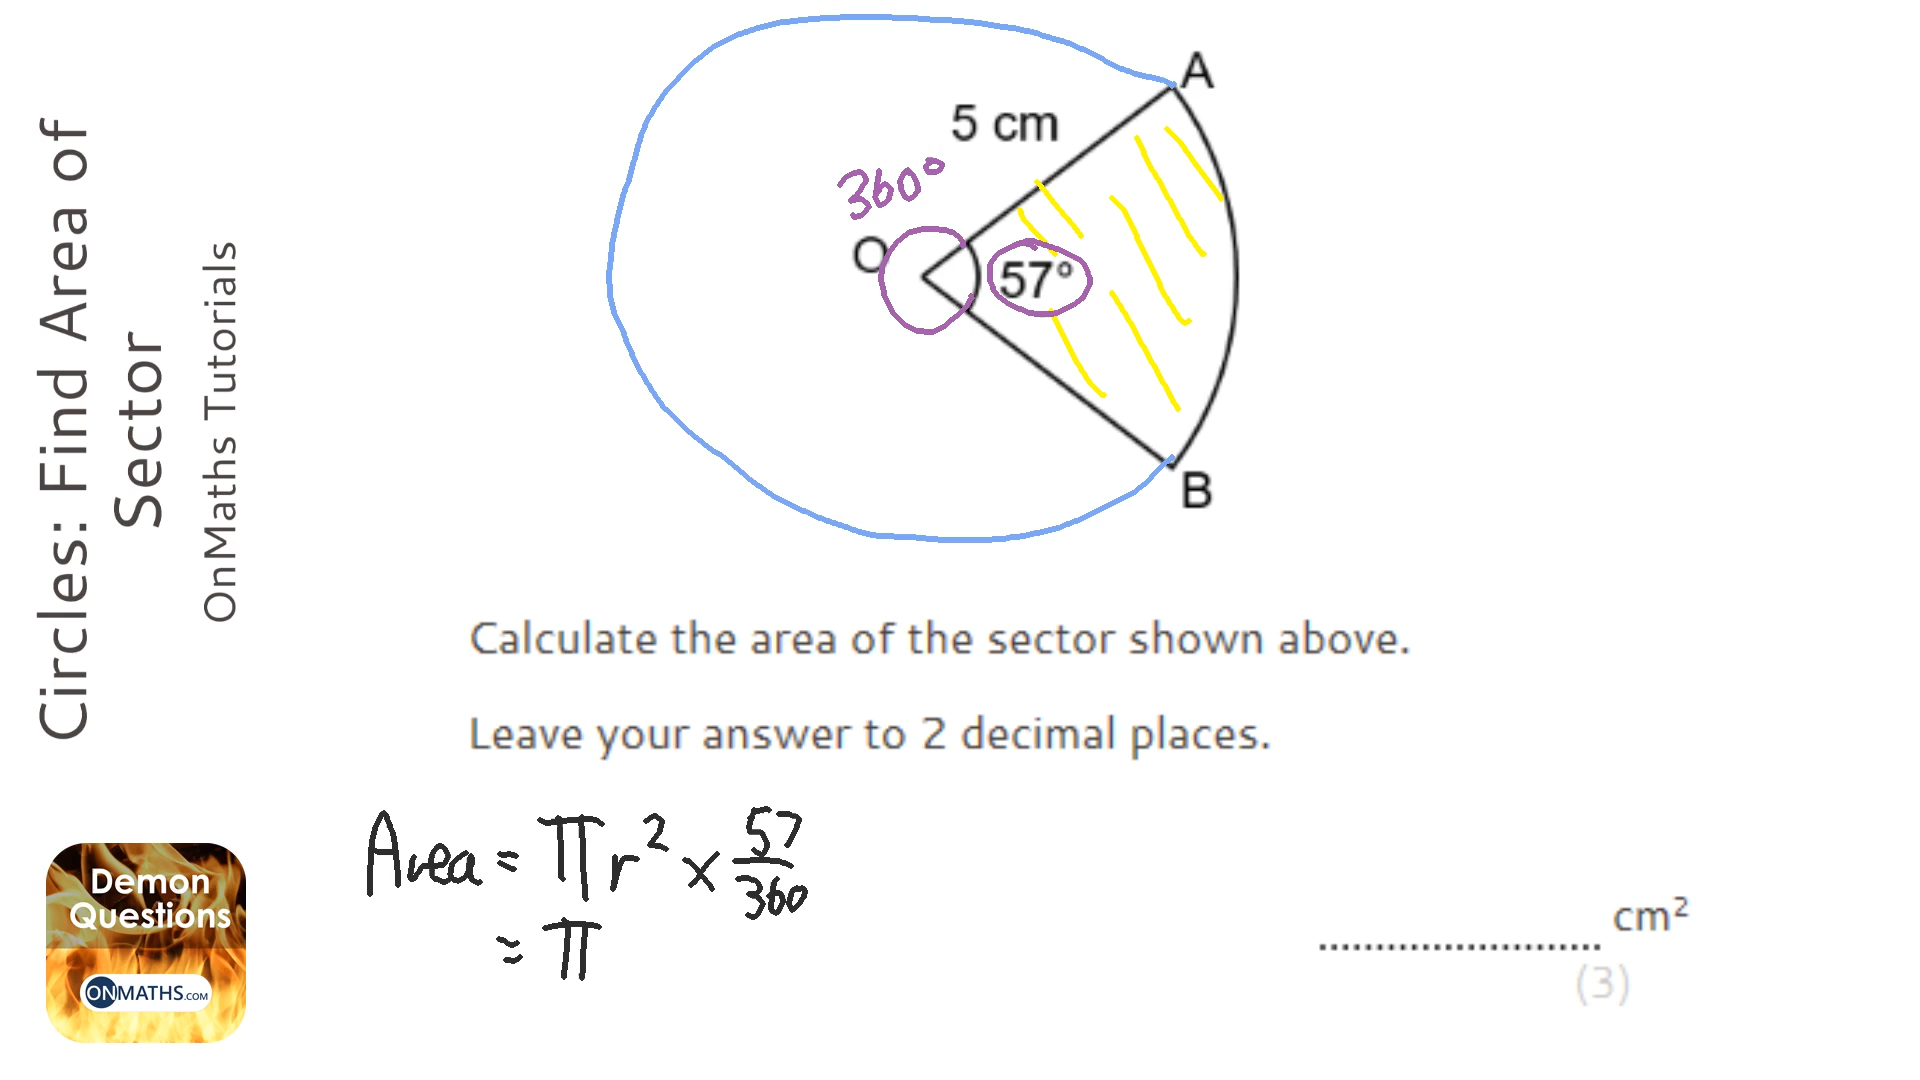 Circles: Find Area of
Sector
OnMaths Tutorials
A
5 cm
360°
O
57°
B
Calculate the area of the sector shown above.
Leave your answer to 2 decimal places.
Area = πr² × 57/360
= π
cm²
(3)
Demon
Questions
ONMATHS.COM